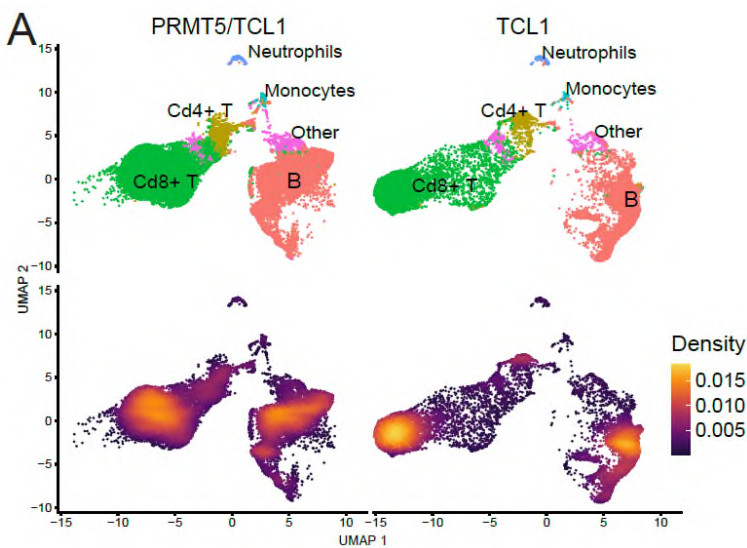 A
PRMT5/TCL1
TCL1
15
10
5
0
−5
−10
Neutrophils
Monocytes
Cd4+ T
Other
Cd8+ T
B
Neutrophils
Monocytes
Cd4+ T
Other
Cd8+ T
B
UMAP 2
15
10
5
0
−5
−10
Density
0.015
0.010
0.005
−15 −10 −5 0 5 10 −15 −10 −5 0 5 10
UMAP 1